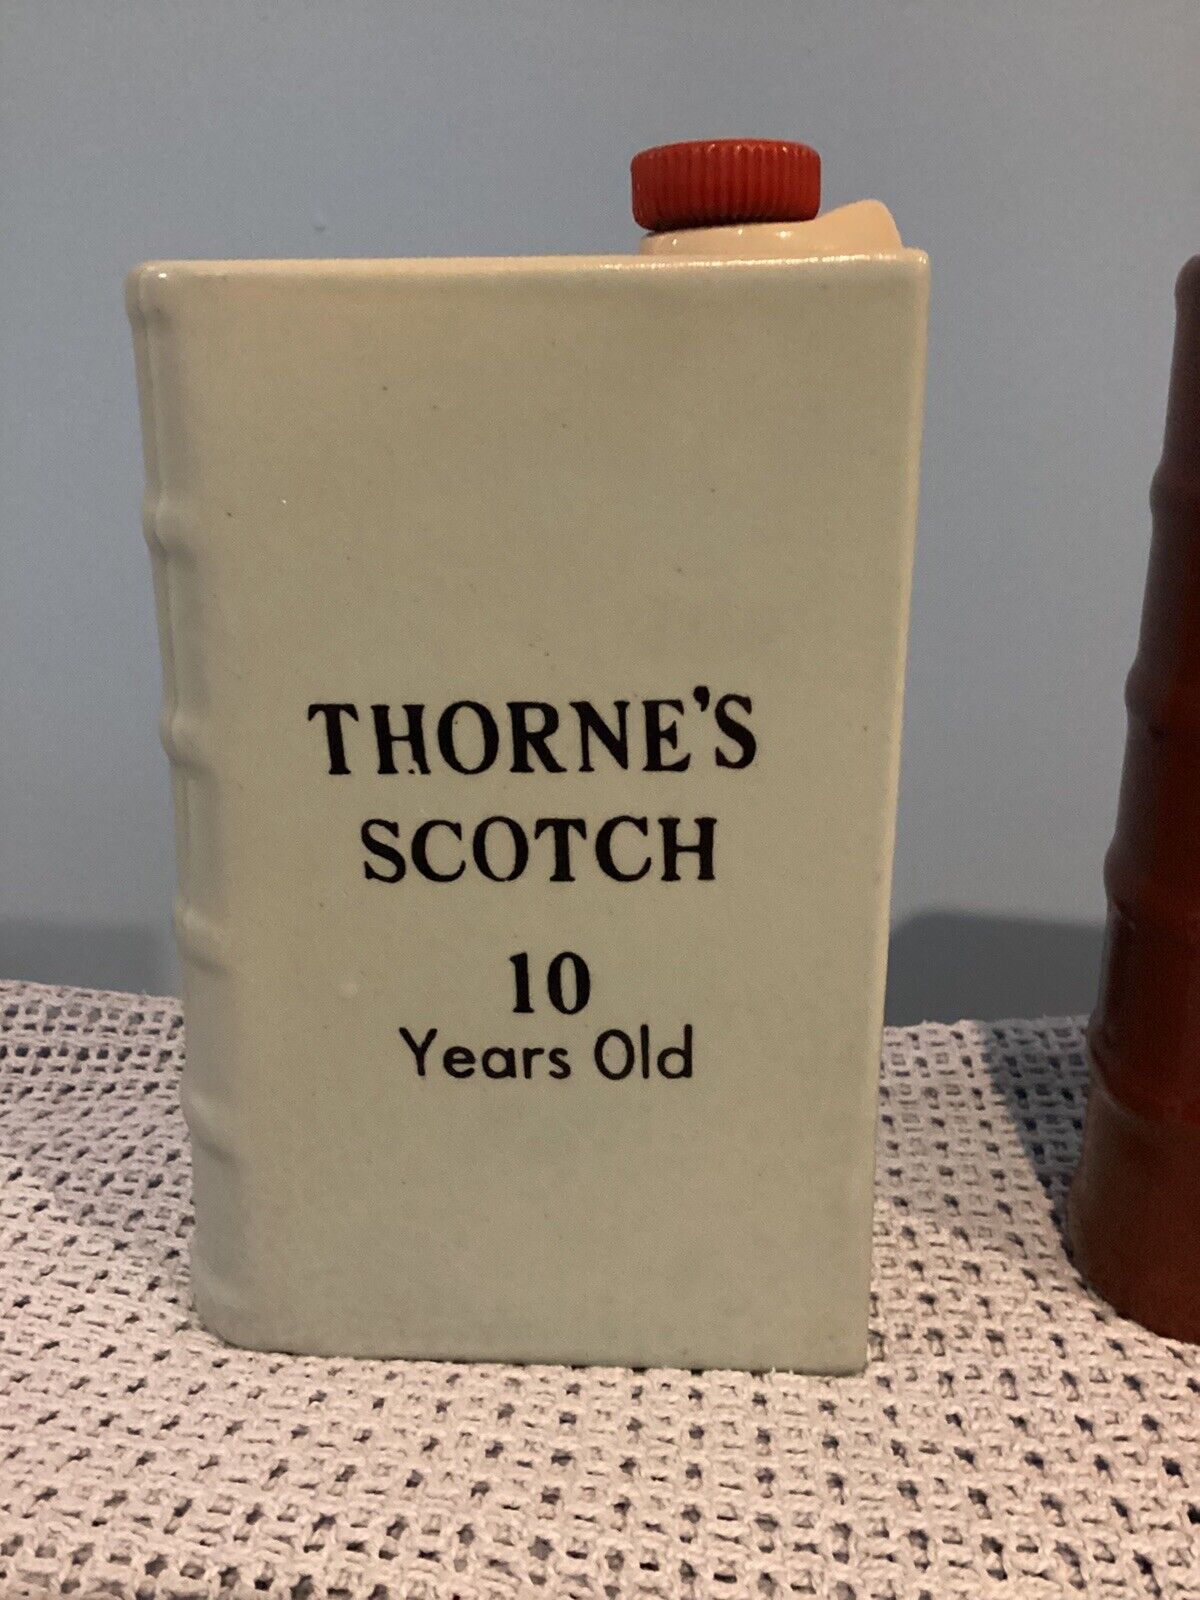 THORNE'S
SCOTCH
10
Years Old